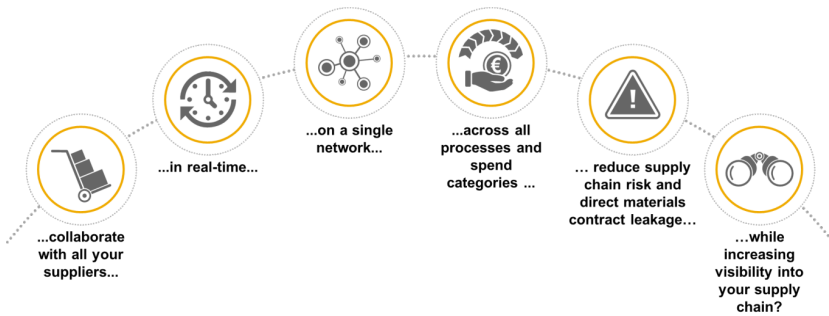 ...collaborate
with all your
suppliers...
...in real-time...
...on a single
network...
...across all
processes and
spend
categories ...
… reduce supply
chain risk and
direct materials
contract leakage…
…while
increasing
visibility into
your supply
chain?